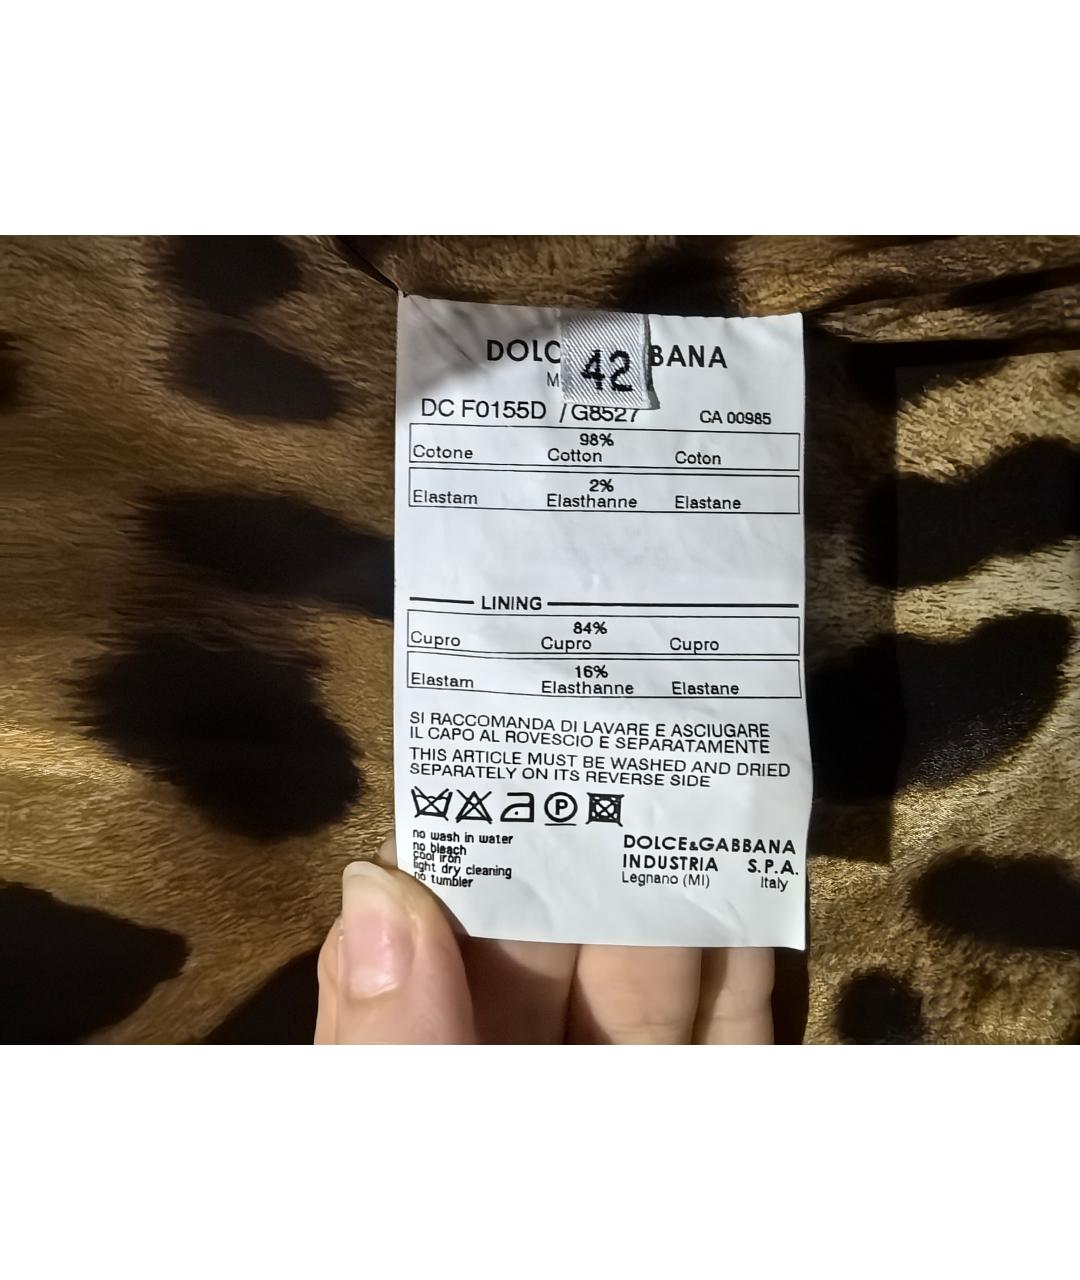 DOLC BANA
42
M
DC F0155D / G8527 CA 00985
98%
Cotone Cotton Coton
2%
Elastam Elasthanne Elastane
LINING
84%
Cupro Cupro Cupro
16%
Elastam Elasthanne Elastane
SI RACCOMANDA DI LAVARE E ASCIUGARE
IL CAPO AL ROVESCIO E SEPARATAMENTE
THIS ARTICLE MUST BE WASHED AND DRIED
SEPARATELY ON ITS REVERSE SIDE
P
no wash in water
no bleach
cool iron
light dry cleaning
no tumbler
DOLCE&GABBANA
INDUSTRIA S.P.A.
Legnano (MI) Italy